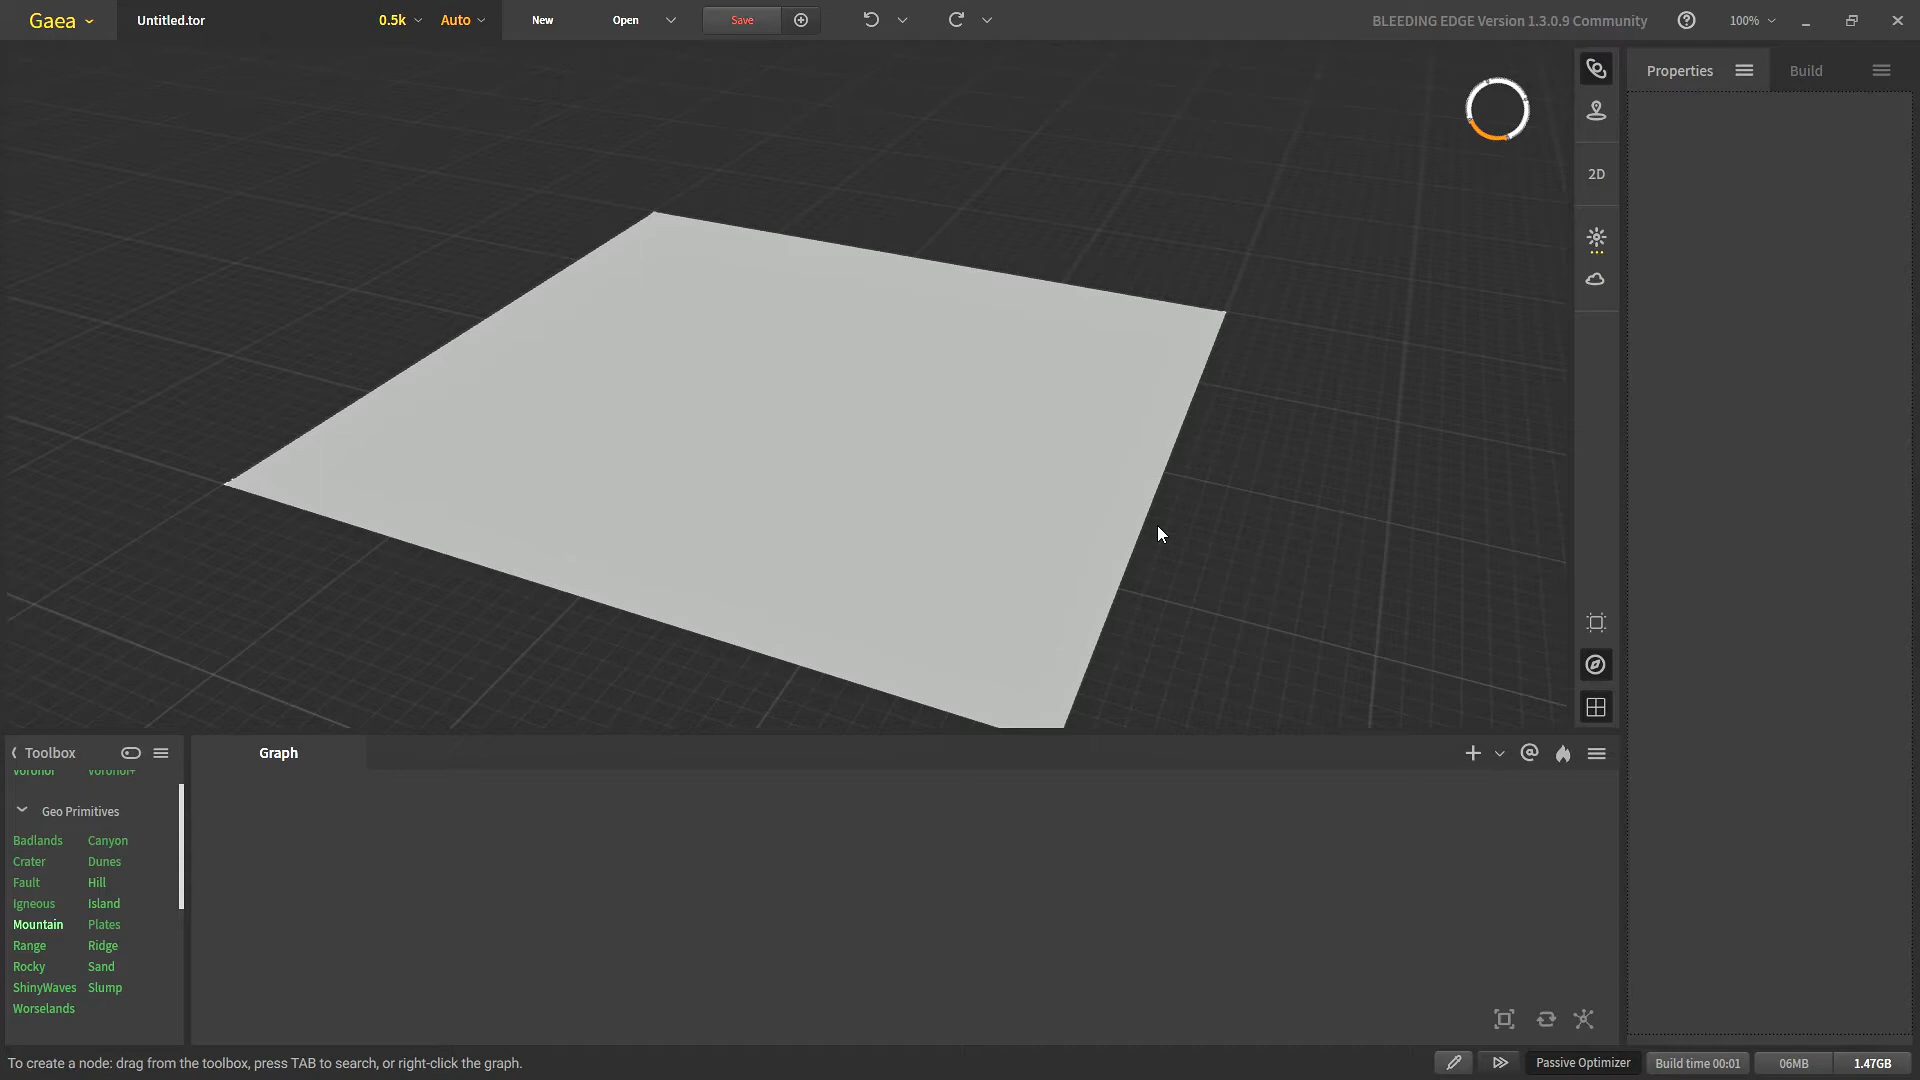 Gaea
Untitled.tor
0.5k
Auto
New
Open
Save
BLEEDING EDGE Version 1.3.0.9 Community
100%
Properties
Build
2D
Toolbox
Graph
Voronoi Voronoi+
Geo Primitives
Badlands Canyon
Crater Dunes
Fault Hill
Igneous Island
Mountain Plates
Range Ridge
Rocky Sand
ShinyWaves Slump
Worselands
To create a node: drag from the toolbox, press TAB to search, or right-click the graph.
Passive Optimizer
Build time 00:01
06MB
1.47GB